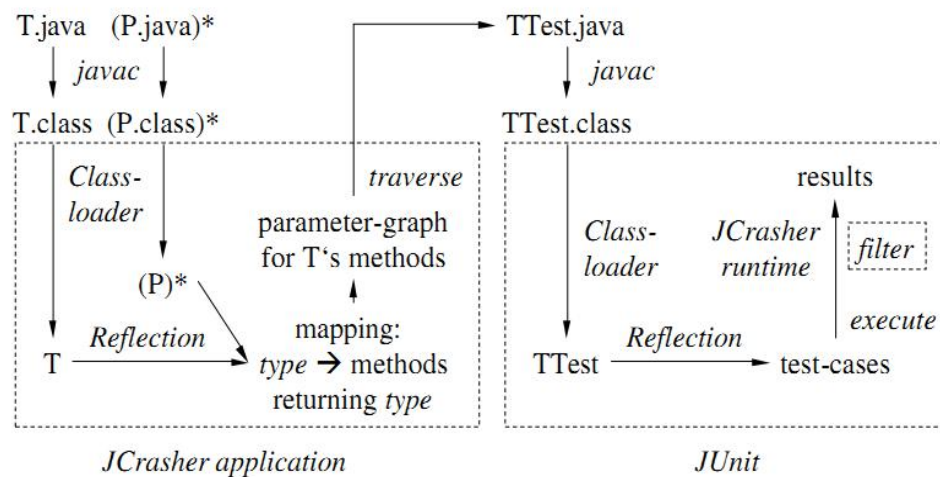 T.java (P.java)* TTest.java
javac javac
T.class (P.class)* TTest.class
Class-
loader
traverse
parameter-graph
for T‘s methods
(P)*
Reflection
mapping:
T type → methods
returning type
results
Class-
loader
JCrasher
runtime
filter
execute
TTest Reflection test-cases
JCrasher application JUnit